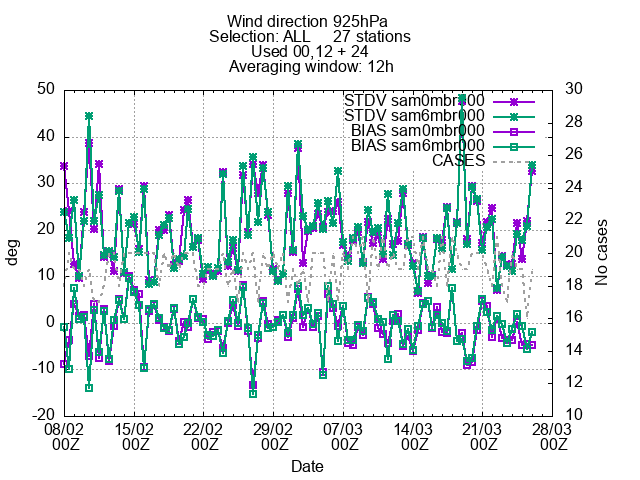 Wind direction 925hPa
Selection: ALL 27 stations
Used 00,12 + 24
Averaging window: 12h
STDV sam0mbr000
STDV sam6mbr000
BIAS sam0mbr000
BIAS sam6mbr000
CASES
50
40
30
20
10
0
-10
-20
deg
30
28
26
24
22
20
18
16
14
12
10
No cases
08/02 15/02 22/02 29/02 07/03 14/03 21/03 28/03
00Z 00Z 00Z 00Z 00Z 00Z 00Z 00Z
Date